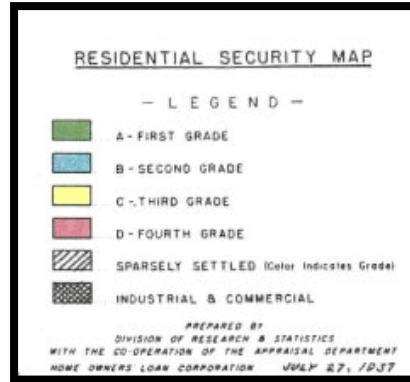 RESIDENTIAL SECURITY MAP
- LEGEND -
A - FIRST GRADE
B - SECOND GRADE
C - THIRD GRADE
D - FOURTH GRADE
SPARSELY SETTLED (Color Indicates Grade)
INDUSTRIAL & COMMERCIAL
PREPARED BY
DIVISION OF RESEARCH & STATISTICS
WITH THE CO-OPERATION OF THE APPRAISAL DEPARTMENT
HOME OWNERS LOAN CORPORATION JULY 27, 1937